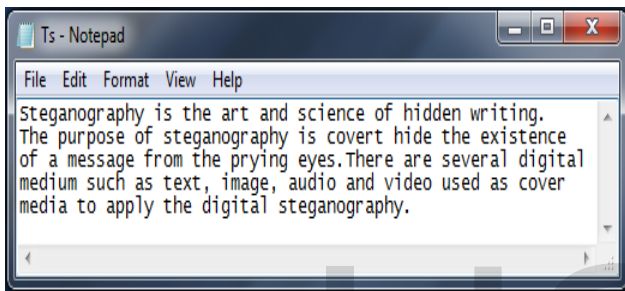 Ts - Notepad
File Edit Format View Help
Steganography is the art and science of hidden writing.
The purpose of steganography is covert hide the existence
of a message from the prying eyes.There are several digital
medium such as text, image, audio and video used as cover
media to apply the digital steganography.